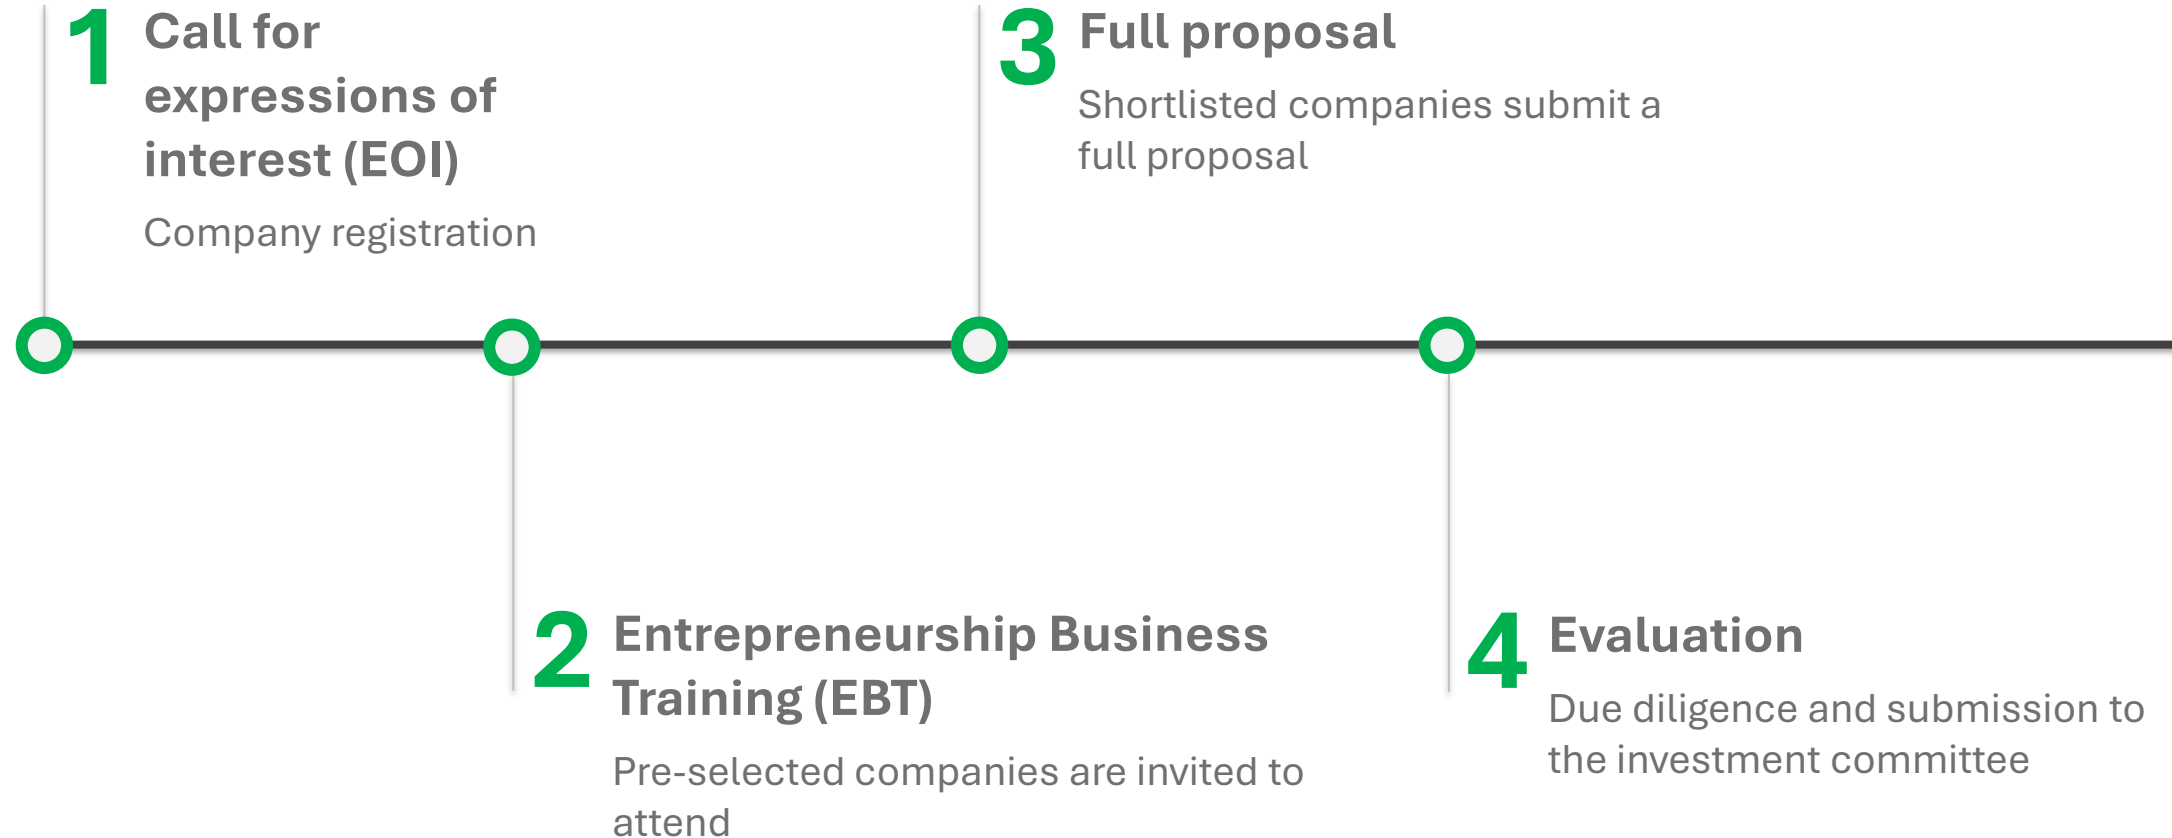 1
Call for
expressions of
interest (EOI)
Company registration
2
Entrepreneurship Business
Training (EBT)
Pre-selected companies are invited to
attend
3
Full proposal
Shortlisted companies submit a
full proposal
4
Evaluation
Due diligence and submission to
the investment committee